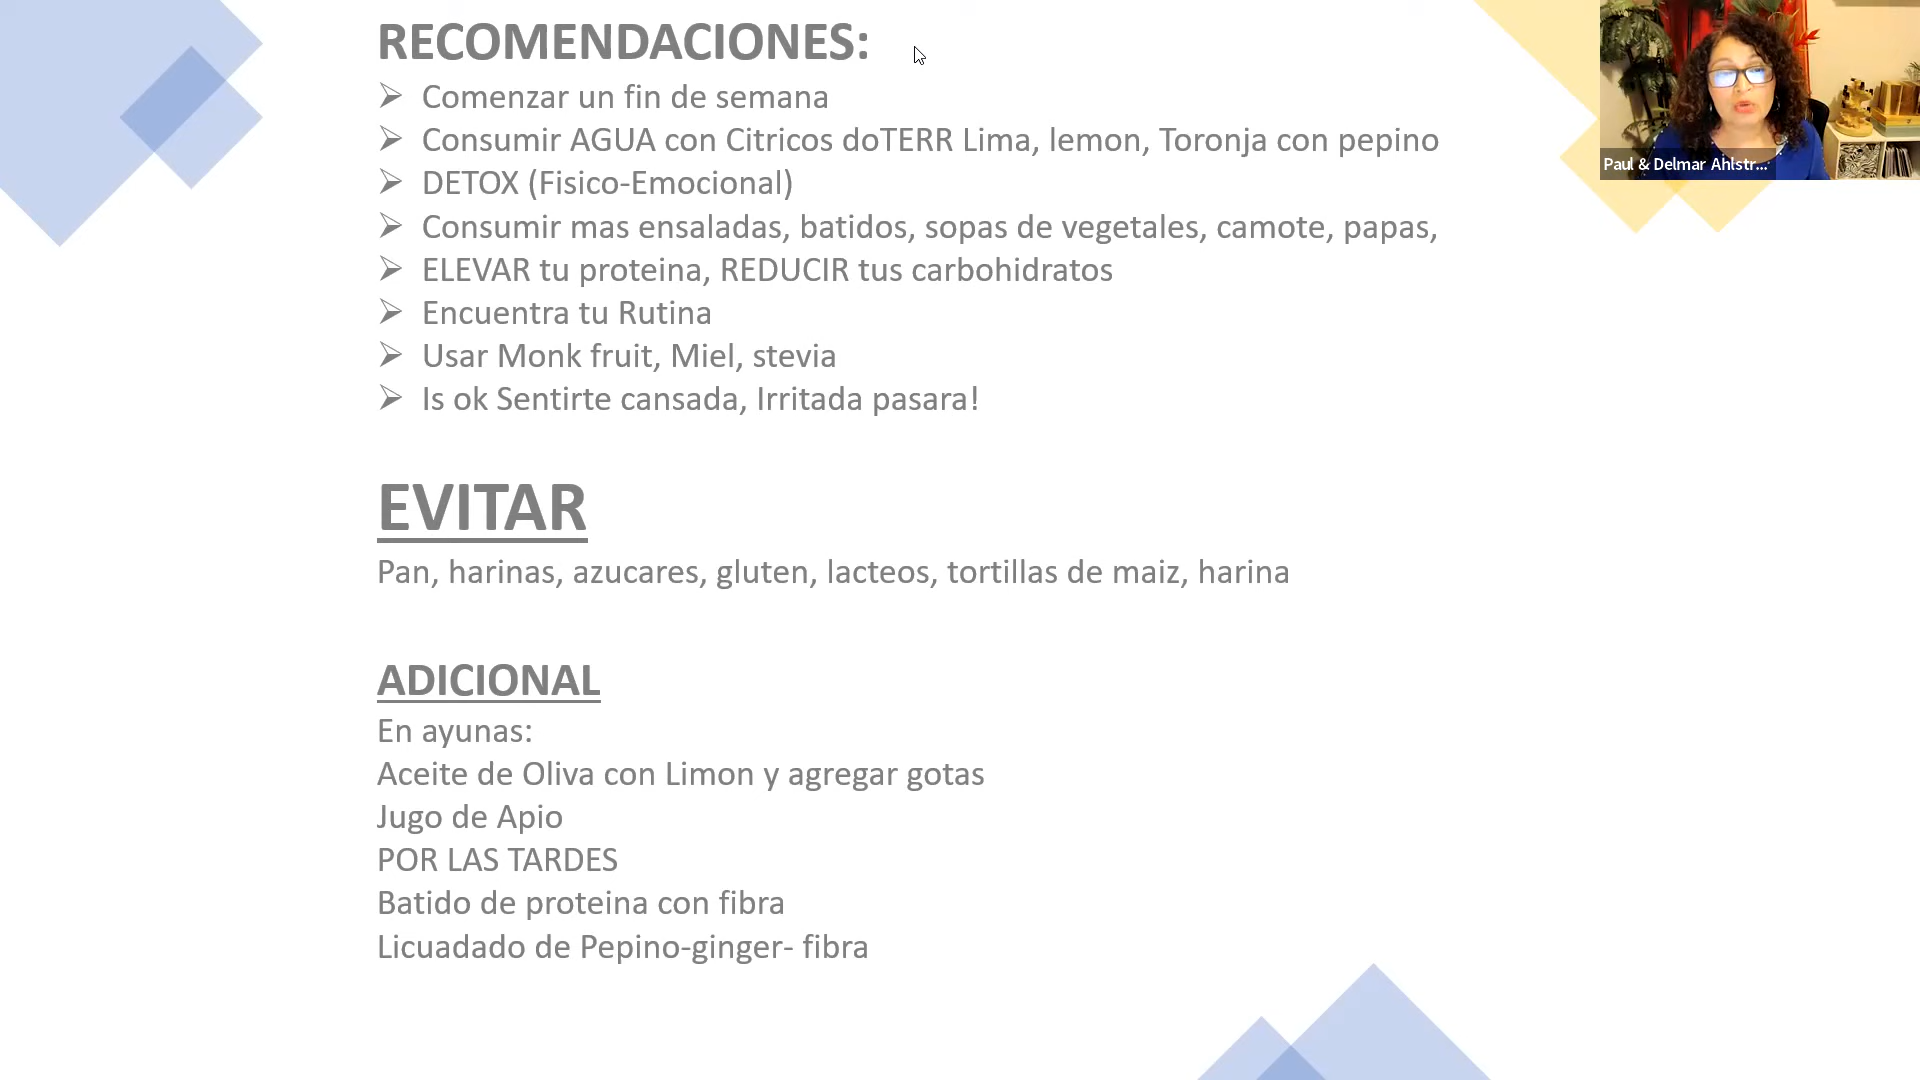 RECOMENDACIONES:
➢ Comenzar un fin de semana
➢ Consumir AGUA con Citricos doTERR Lima, lemon, Toronja con pepino
➢ DETOX (Fisico-Emocional)
➢ Consumir mas ensaladas, batidos, sopas de vegetales, camote, papas,
➢ ELEVAR tu proteina, REDUCIR tus carbohidratos
➢ Encuentra tu Rutina
➢ Usar Monk fruit, Miel, stevia
➢ Is ok Sentirte cansada, Irritada pasara!
EVITAR
Pan, harinas, azucares, gluten, lacteos, tortillas de maiz, harina
ADICIONAL
En ayunas:
Aceite de Oliva con Limon y agregar gotas
Jugo de Apio
POR LAS TARDES
Batido de proteina con fibra
Licuadado de Pepino-ginger- fibra
Paul & Delmar Ahlstr...